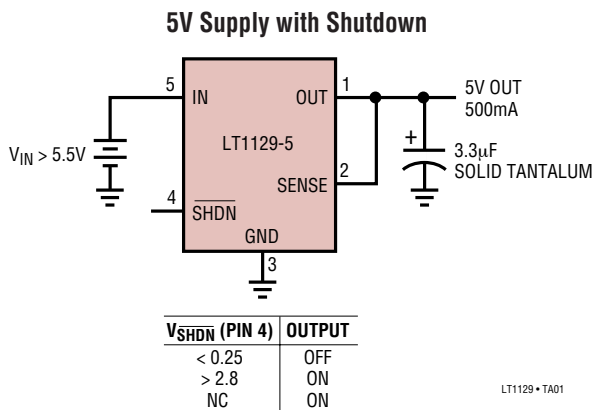 5V Supply with Shutdown
5
IN
OUT
1
5V OUT
500mA
VIN > 5.5V
LT1129-5
+
3.3μF
SOLID TANTALUM
2
SENSE
4
SHDN
GND
3
VSHDN (PIN 4) OUTPUT
< 0.25 OFF
> 2.8 ON
NC ON
LT1129 • TA01